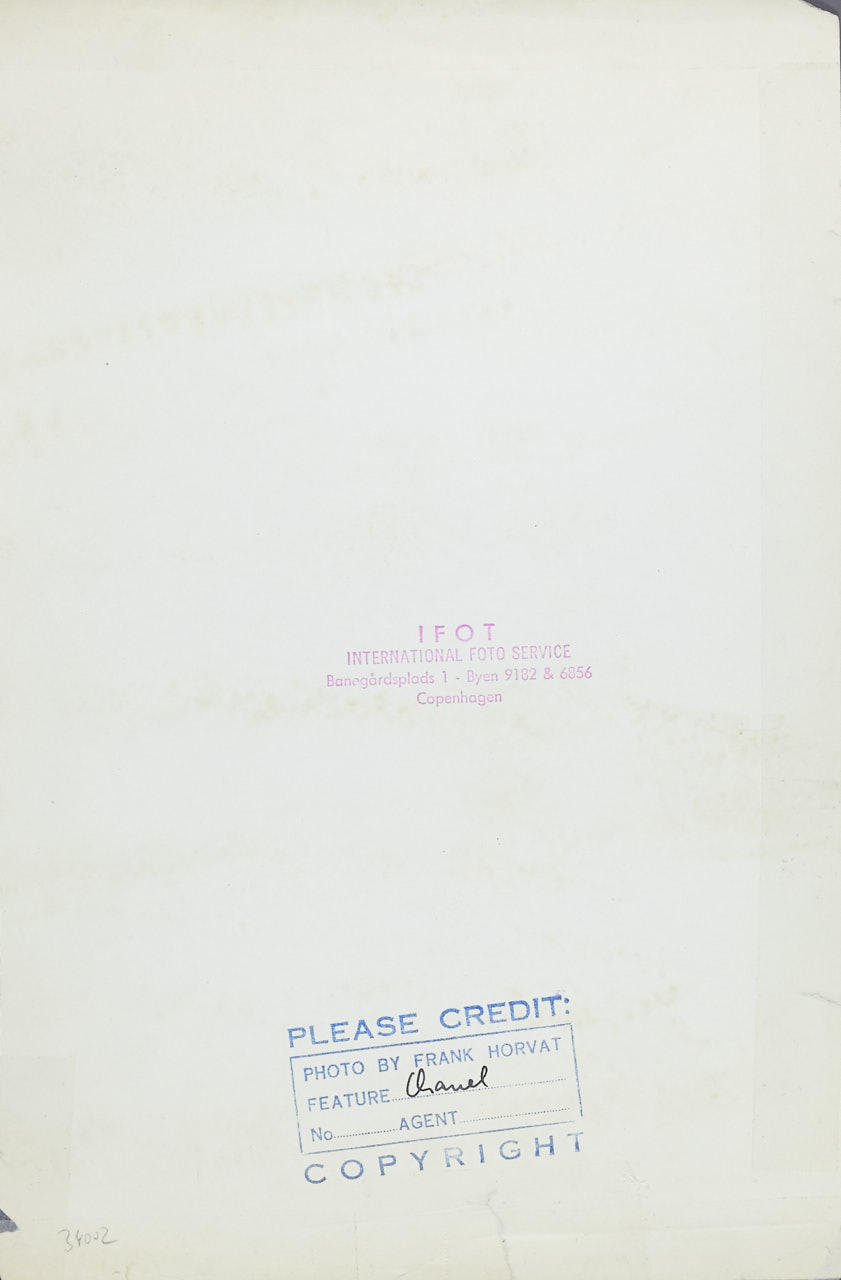 IFOT
INTERNATIONAL FOTO SERVICE
Banegårdsplads 1 - Byen 9182 & 6856
Copenhagen
PLEASE CREDIT:
PHOTO BY FRANK HORVAT
FEATURE Chanel
No AGENT
COPYRIGHT
34002